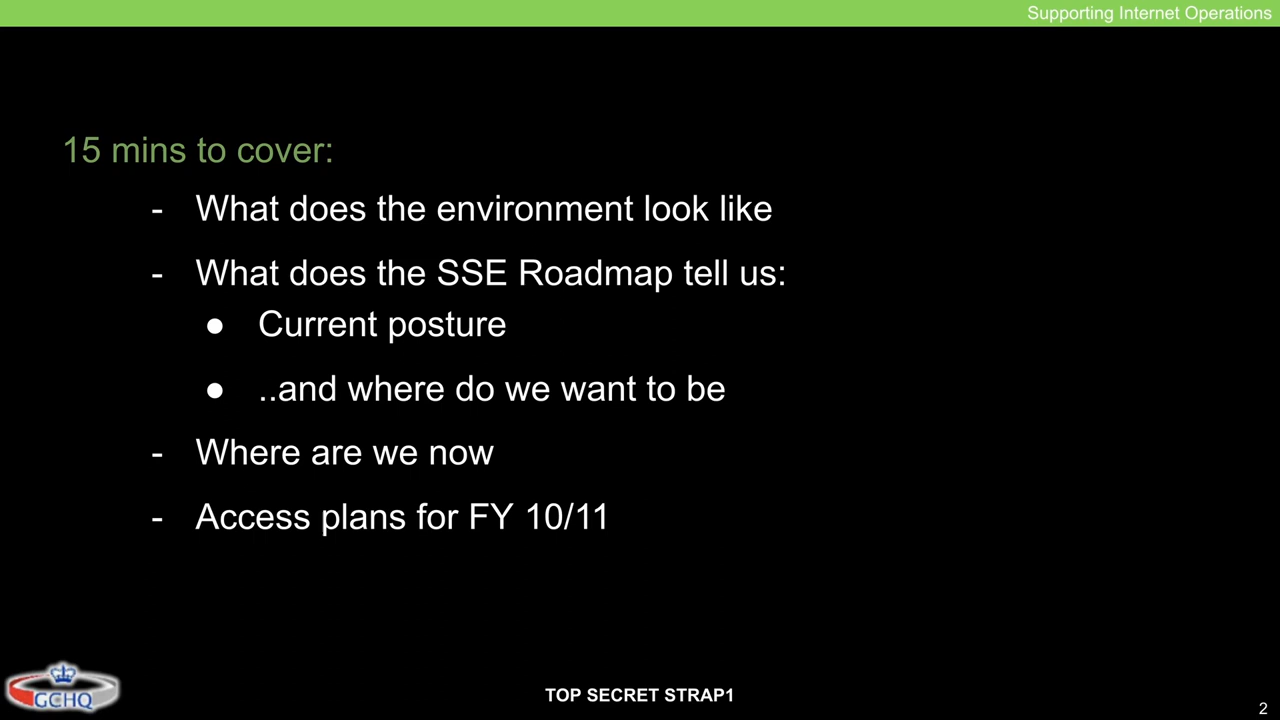 Supporting Internet Operations
15 mins to cover:
- What does the environment look like
- What does the SSE Roadmap tell us:
● Current posture
● ..and where do we want to be
- Where are we now
- Access plans for FY 10/11
GCHQ
TOP SECRET STRAP1
2